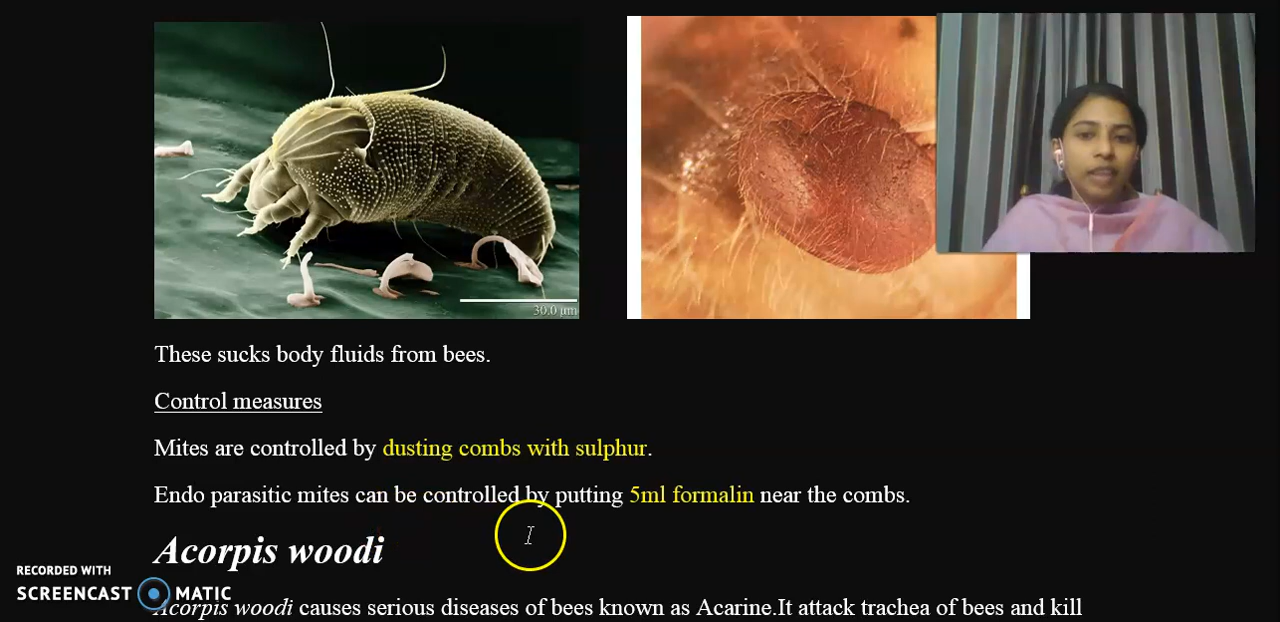 30.0 µm
These sucks body fluids from bees.
Control measures
Mites are controlled by dusting combs with sulphur.
Endo parasitic mites can be controlled by putting 5ml formalin near the combs.
Acorpis woodi
Acorpis woodi causes serious diseases of bees known as Acarine.It attack trachea of bees and kill
RECORDED WITH
SCREENCAST MATIC